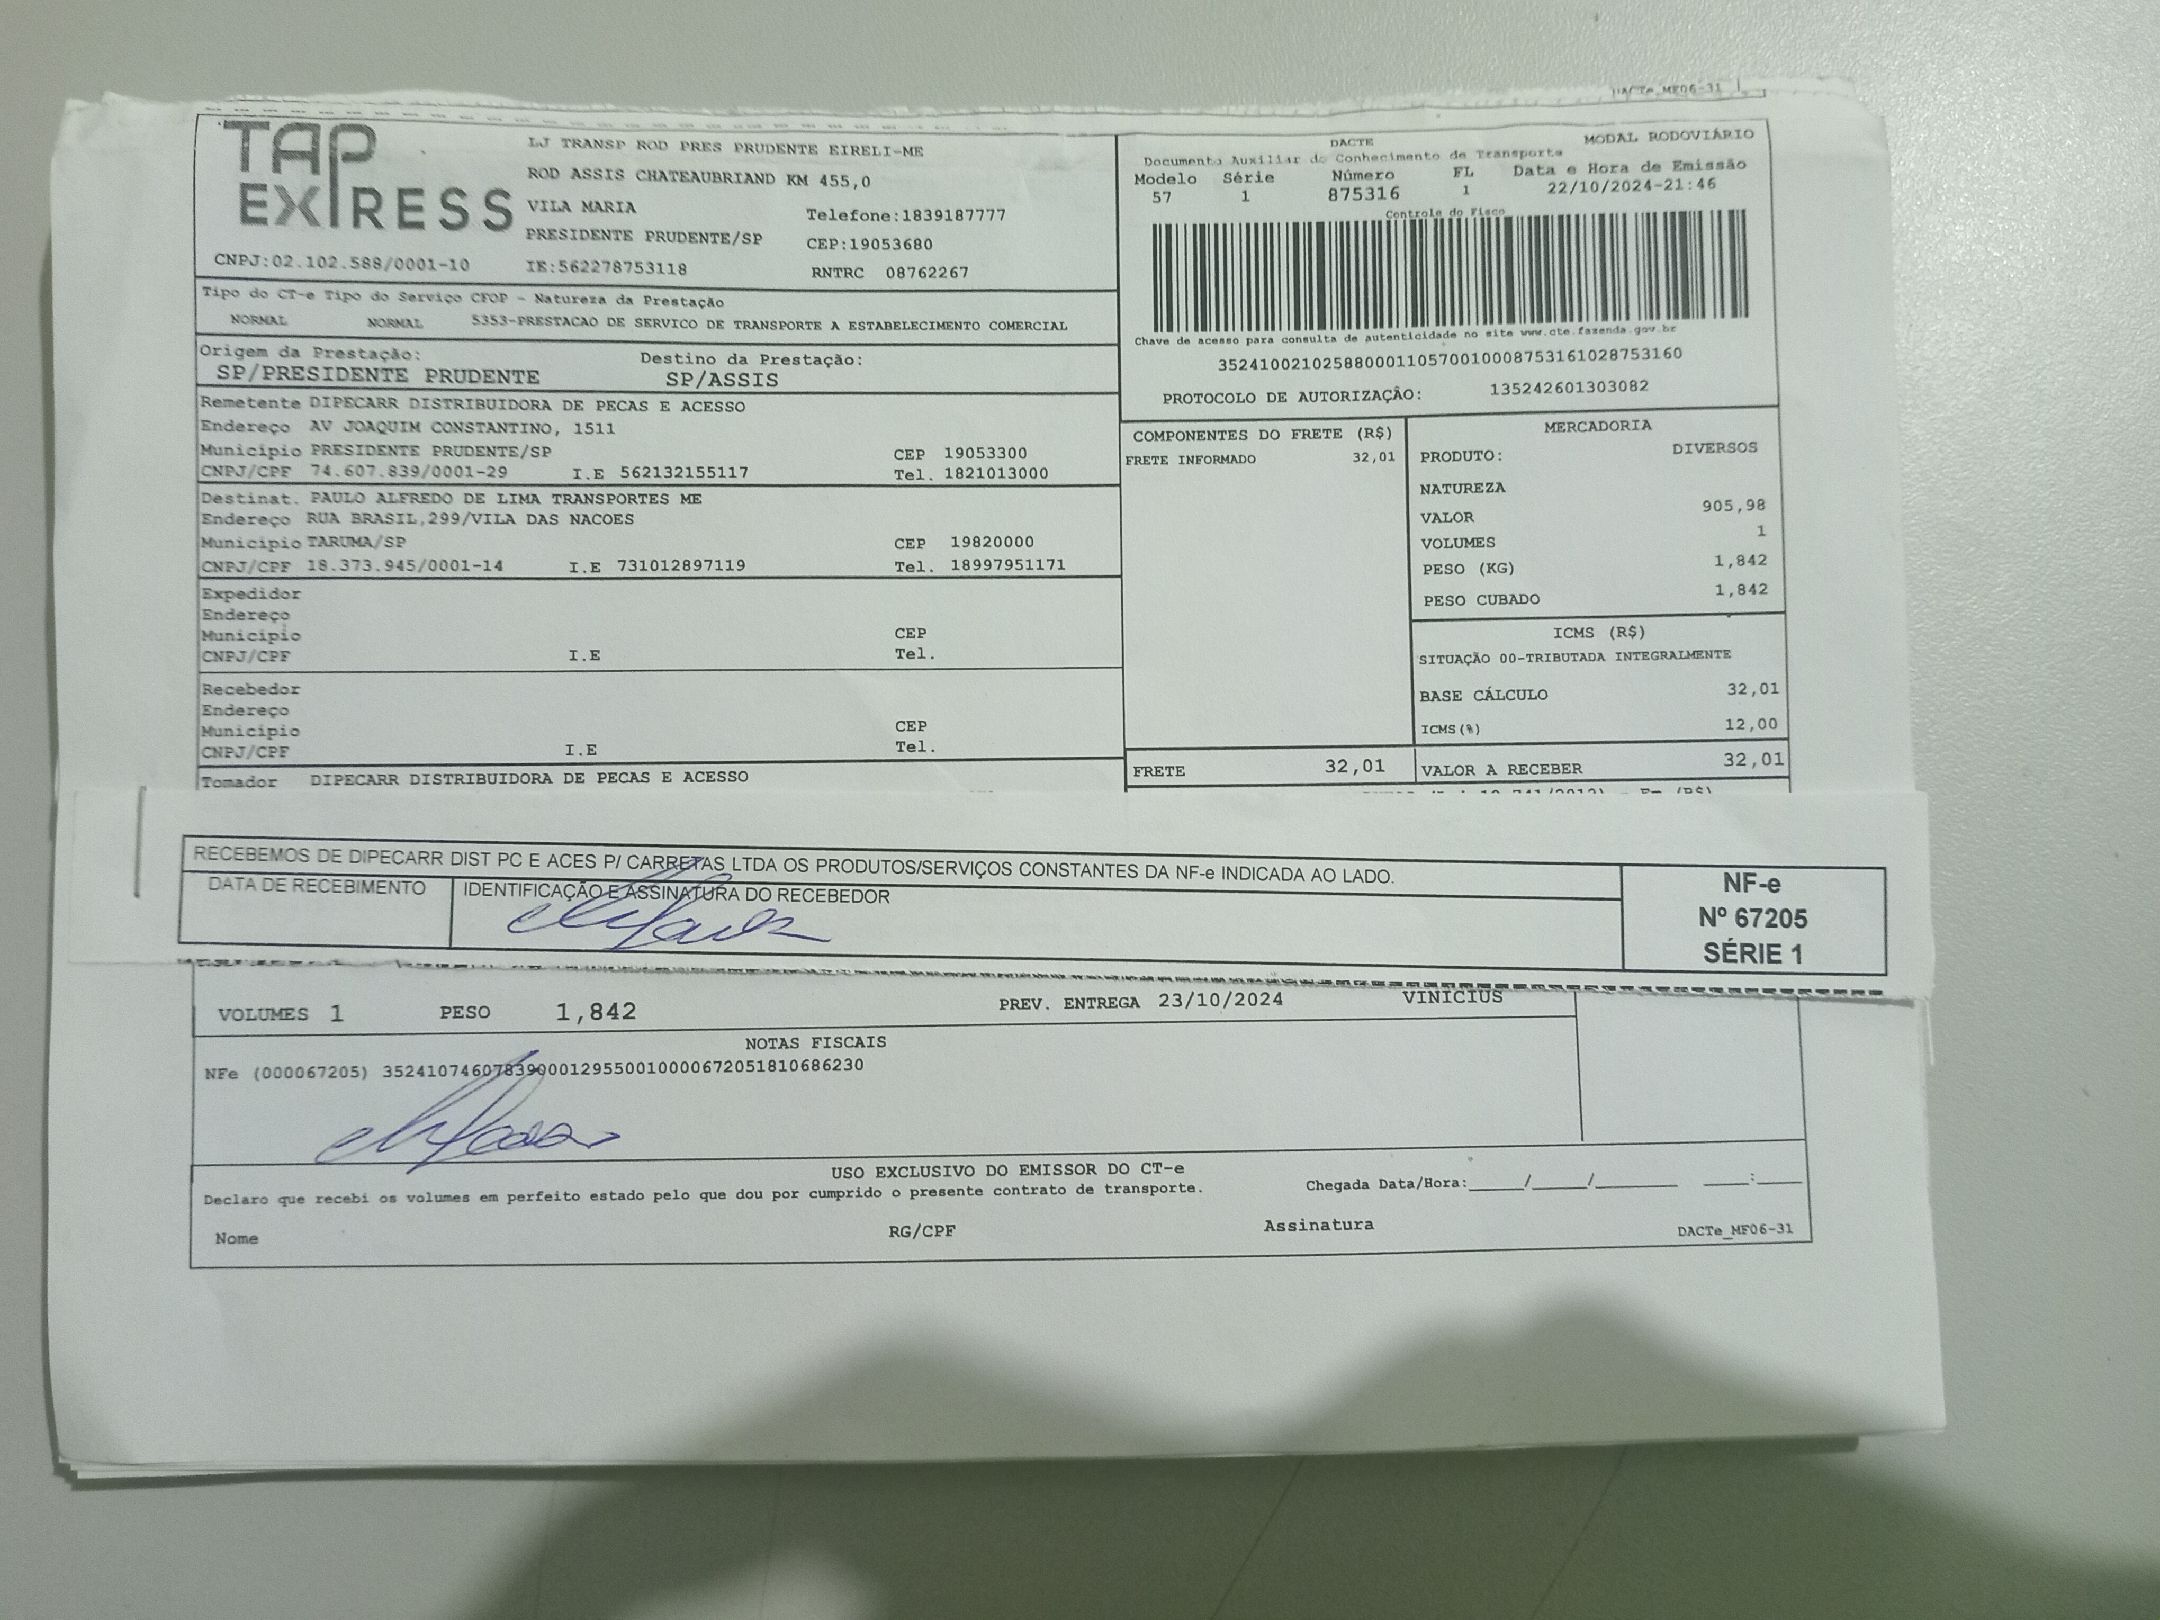 DACTe_MF06-31
TAP EXPRESS
LJ TRANSP ROD PRES PRUDENTE EIRELI-ME
ROD ASSIS CHATEAUBRIAND KM 455,0
VILA MARIA
Telefone:1839187777
PRESIDENTE PRUDENTE/SP CEP:19053680
CNPJ:02.102.588/0001-10 IE:562278753118 RNTRC 08762267
DACTE MODAL RODOVIÁRIO
Documento Auxiliar do Conhecimento de Transporte
Modelo Série Número FL Data e Hora de Emissão
57 1 875316 1 22/10/2024-21:46
Controle do Fisco
Chave de acesso para consulta de autenticidade no site www.cte.fazenda.gov.br
35241002102588000110570010008753161028753160
PROTOCOLO DE AUTORIZAÇÃO: 135242601303082
Tipo do CT-e Tipo do Serviço CFOP - Natureza da Prestação
NORMAL NORMAL 5353-PRESTACAO DE SERVICO DE TRANSPORTE A ESTABELECIMENTO COMERCIAL
Origem da Prestação: Destino da Prestação:
SP/PRESIDENTE PRUDENTE SP/ASSIS
Remetente DIPECARR DISTRIBUIDORA DE PECAS E ACESSO
Endereço AV JOAQUIM CONSTANTINO, 1511
Município PRESIDENTE PRUDENTE/SP CEP 19053300
CNPJ/CPF 74.607.839/0001-29 I.E 562132155117 Tel. 1821013000
Destinat. PAULO ALFREDO DE LIMA TRANSPORTES ME
Endereço RUA BRASIL,299/VILA DAS NACOES
Município TARUMA/SP CEP 19820000
CNPJ/CPF 18.373.945/0001-14 I.E 731012897119 Tel. 18997951171
Expedidor
Endereço
Município CEP
CNPJ/CPF I.E Tel.
Recebedor
Endereço
Município CEP
CNPJ/CPF I.E Tel.
Tomador DIPECARR DISTRIBUIDORA DE PECAS E ACESSO
COMPONENTES DO FRETE (R$)
FRETE INFORMADO 32,01
FRETE 32,01
MERCADORIA
PRODUTO: DIVERSOS
NATUREZA
VALOR 905,98
VOLUMES 1
PESO (KG) 1,842
PESO CUBADO 1,842
ICMS (R$)
SITUAÇÃO 00-TRIBUTADA INTEGRALMENTE
BASE CÁLCULO 32,01
ICMS(%) 12,00
VALOR A RECEBER 32,01
RECEBEMOS DE DIPECARR DIST PC E ACES P/ CARRETAS LTDA OS PRODUTOS/SERVIÇOS CONSTANTES DA NF-e INDICADA AO LADO.
DATA DE RECEBIMENTO IDENTIFICAÇÃO E ASSINATURA DO RECEBEDOR
NF-e
Nº 67205
SÉRIE 1
VOLUMES 1 PESO 1,842 PREV. ENTREGA 23/10/2024 VINICIUS
NOTAS FISCAIS
NFe (000067205) 35241074607839000129550010000672051810686230
USO EXCLUSIVO DO EMISSOR DO CT-e
Declaro que recebi os volumes em perfeito estado pelo que dou por cumprido o presente contrato de transporte.
Chegada Data/Hora:_____/_____/_______ ____:____
Nome RG/CPF Assinatura DACTe_MF06-31